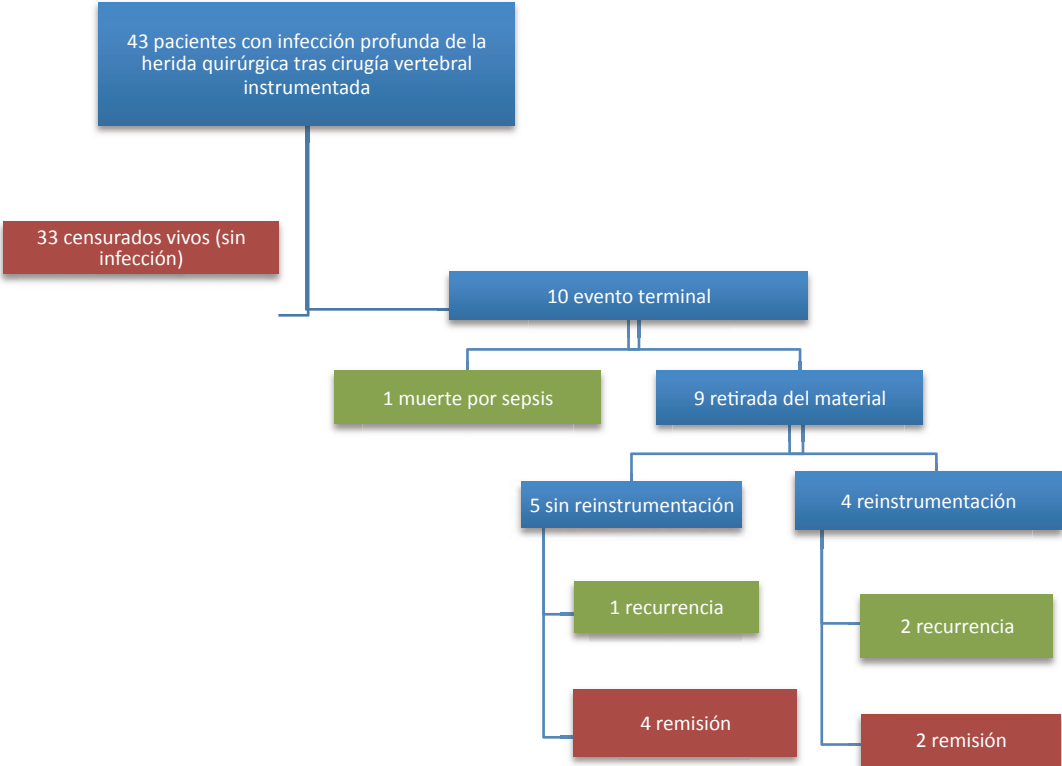 43 pacientes con infección profunda de la
herida quirúrgica tras cirugía vertebral
instrumentada
33 censurados vivos (sin
infección)
10 evento terminal
1 muerte por sepsis
9 retirada del material
5 sin reinstrumentación
4 reinstrumentación
1 recurrencia
2 recurrencia
4 remisión
2 remisión